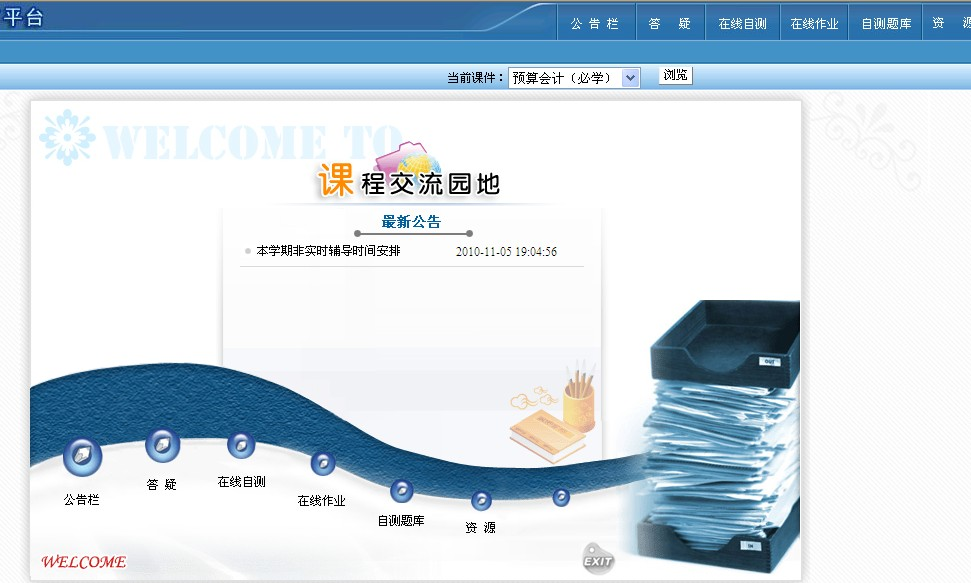 平台
公 告 栏 答 疑 在线自测 在线作业 自测题库 资 源
当前课件： 预算会计（必学） 浏览
WELCOME TO
课程交流园地
最新公告
本学期非实时辅导时间安排 2010-11-05 19:04:56
OUT
公告栏
答 疑
在线自测
在线作业
自测题库
资 源
IN
WELCOME
EXIT